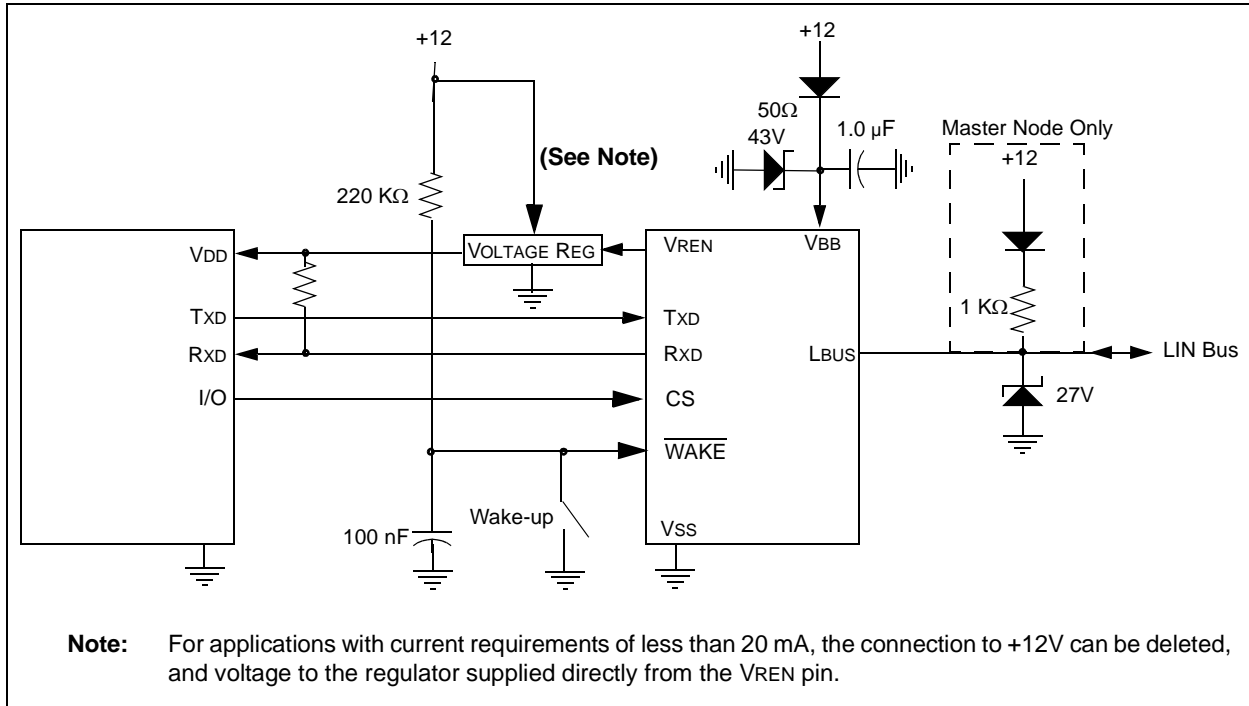 +12
+12
50Ω
43V
1.0 µF
Master Node Only
+12
(See Note)
220 KΩ
VDD
VOLTAGE REG
VREN
VBB
1 KΩ
TXD
TXD
RXD
RXD
LBUS
LIN Bus
I/O
CS
27V
WAKE
Wake-up
100 nF
VSS
Note: For applications with current requirements of less than 20 mA, the connection to +12V can be deleted,
and voltage to the regulator supplied directly from the VREN pin.